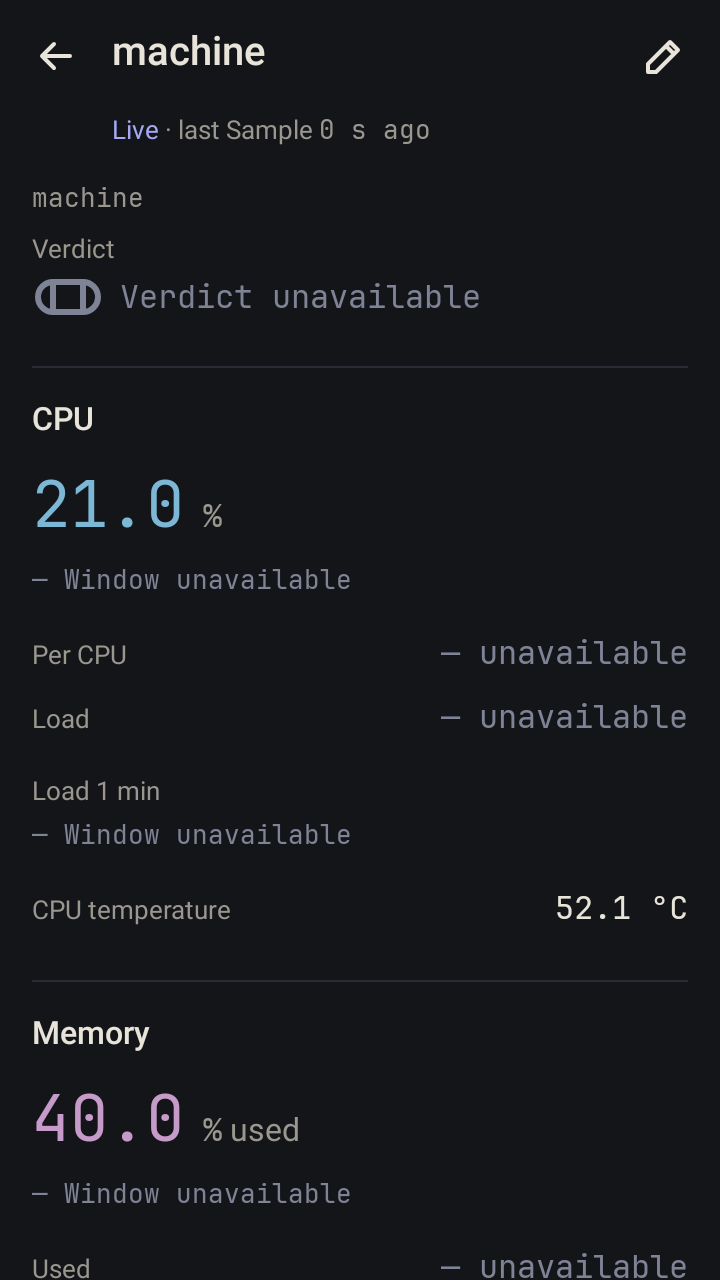 machine
Live · last Sample 0 s ago
machine
Verdict
Verdict unavailable
CPU
21.0 %
— Window unavailable
Per CPU — unavailable
Load — unavailable
Load 1 min
— Window unavailable
CPU temperature 52.1 °C
Memory
40.0 % used
— Window unavailable
Used — unavailable